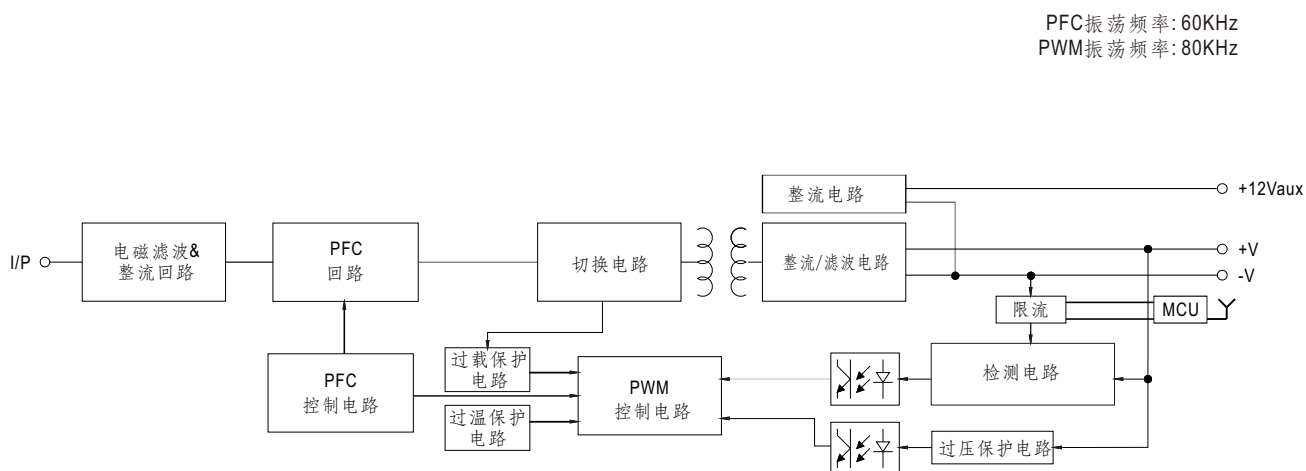 PFC振荡频率: 60KHz
PWM振荡频率: 80KHz
整流电路
+12Vaux
I/P
电磁滤波&
整流回路
PFC
回路
切换电路
整流/滤波电路
+V
-V
限流
MCU
过载保护
电路
PFC
控制电路
PWM
控制电路
检测电路
过温保护
电路
过压保护电路